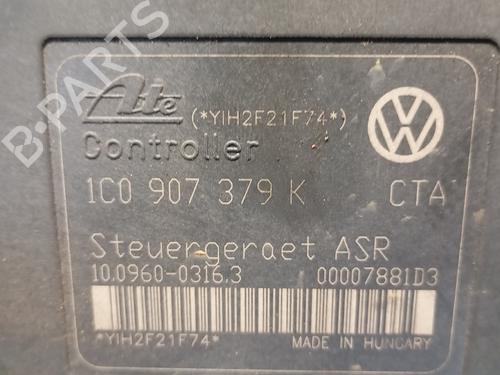 Ate (*YIH2F21F74*)
Controller
1C0 907 379 K CTA
Steuergeraet ASR
10.0960-0316.3 00007881D3
*YIH2F21F74* MADE IN HUNGARY
B-PARTS